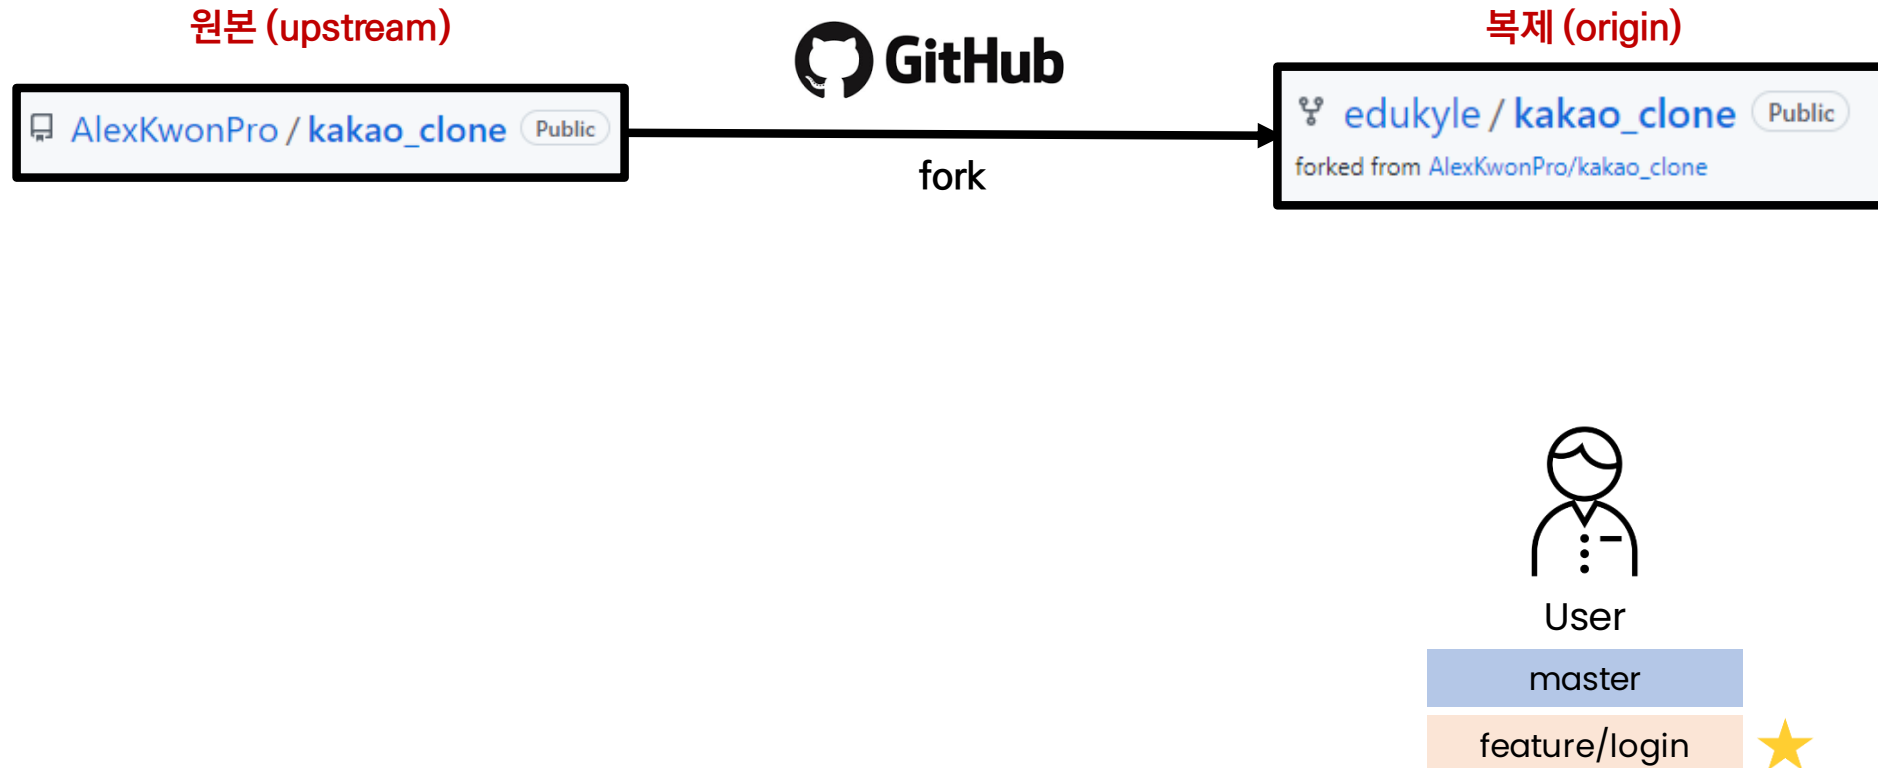 원본 (upstream)
GitHub
복제 (origin)
AlexKwonPro / kakao_clone Public
fork
edukyle / kakao_clone Public
forked from AlexKwonPro/kakao_clone
User
master
feature/login